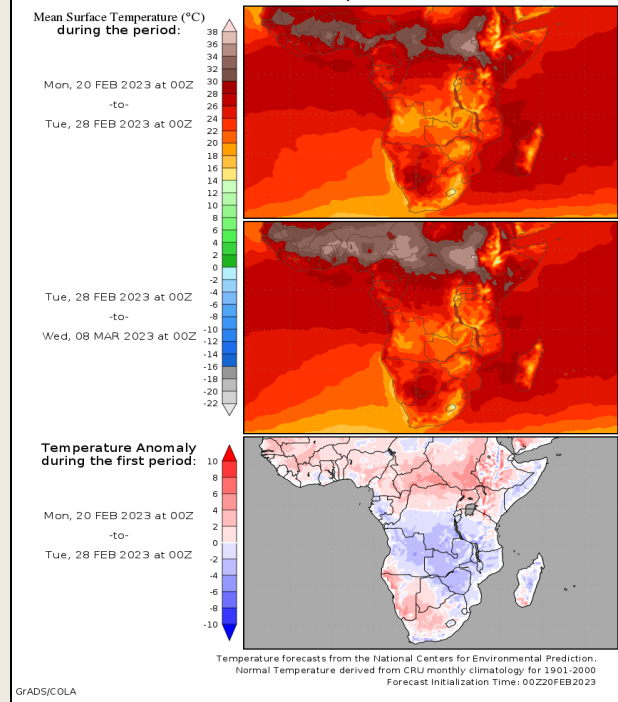 Mean Surface Temperature (°C)
during the period:
Mon, 20 FEB 2023 at 00Z
-to-
Tue, 28 FEB 2023 at 00Z
38
36
34
32
30
28
26
24
22
20
18
16
14
12
10
8
6
4
2
0
-2
-4
-6
-8
-10
-12
-14
-16
-18
-20
-22
Tue, 28 FEB 2023 at 00Z
-to-
Wed, 08 MAR 2023 at 00Z
Temperature Anomaly
during the first period:
Mon, 20 FEB 2023 at 00Z
-to-
Tue, 28 FEB 2023 at 00Z
10
8
6
4
2
0
-2
-4
-6
-8
-10
Temperature forecasts from the National Centers for Environmental Prediction.
Normal Temperature derived from CRU monthly climatology for 1901-2000
Forecast Initialization Time: 00Z20FEB2023
GrADS/COLA